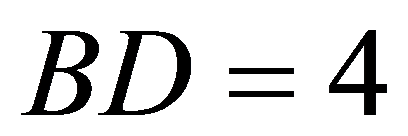 BD = 4